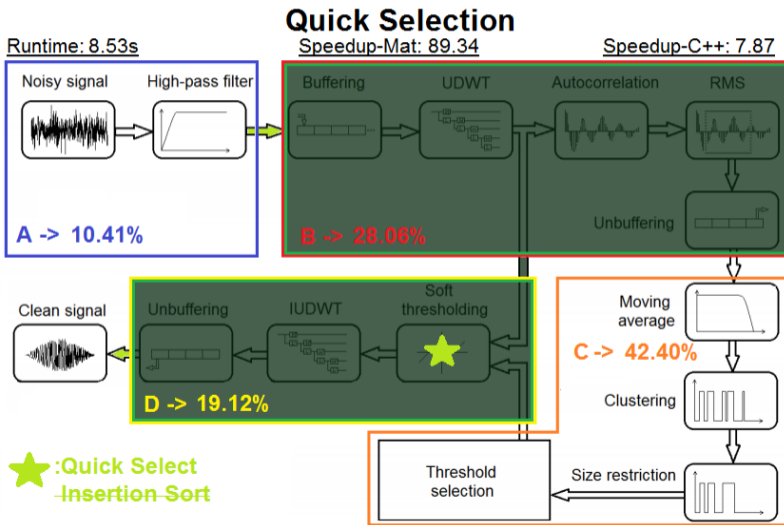 Quick Selection
Runtime: 8.53s
Speedup-Mat: 89.34
Speedup-C++: 7.87
Noisy signal
High-pass filter
Buffering
UDWT
Autocorrelation
RMS
A -> 10.41%
B -> 28.06%
Unbuffering
Clean signal
Unbuffering
IUDWT
Soft
thresholding
Moving
average
C -> 42.40%
D -> 19.12%
Clustering
:Quick Select
Insertion Sort
Threshold
selection
Size restriction